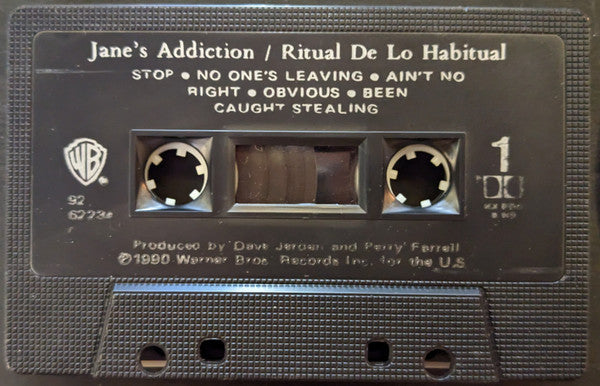 Jane's Addiction / Ritual De Lo Habitual
STOP • NO ONE'S LEAVING • AIN'T NO
RIGHT • OBVIOUS • BEEN
CAUGHT STEALING
WB
1
92
Produced by Dave Jerden and Perry Farrell
℗1990 Warner Bros. Records Inc. for the U.S.